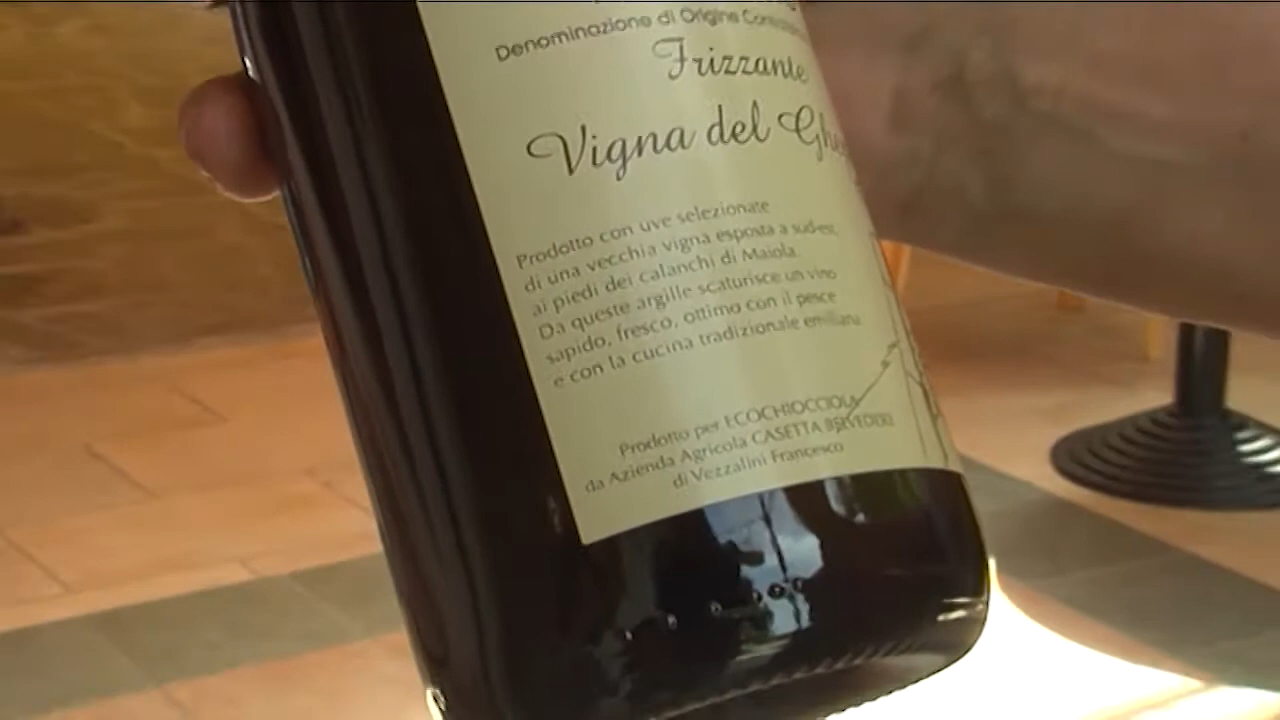 Denominazione di Origine
Frizzante
Vigna del
Prodotto con uve selezionate
di una vecchia vigna esposta a sud-est,
ai piedi dei calanchi di Maiola.
Da queste argille scaturisce un vino
sapido, fresco, ottimo con il pesce
e con la cucina tradizionale emiliana
Prodotto per ECOCHIOCCIOLA
da Azienda Agricola CASETTA BELVEDERE
di Vezzalini Francesco